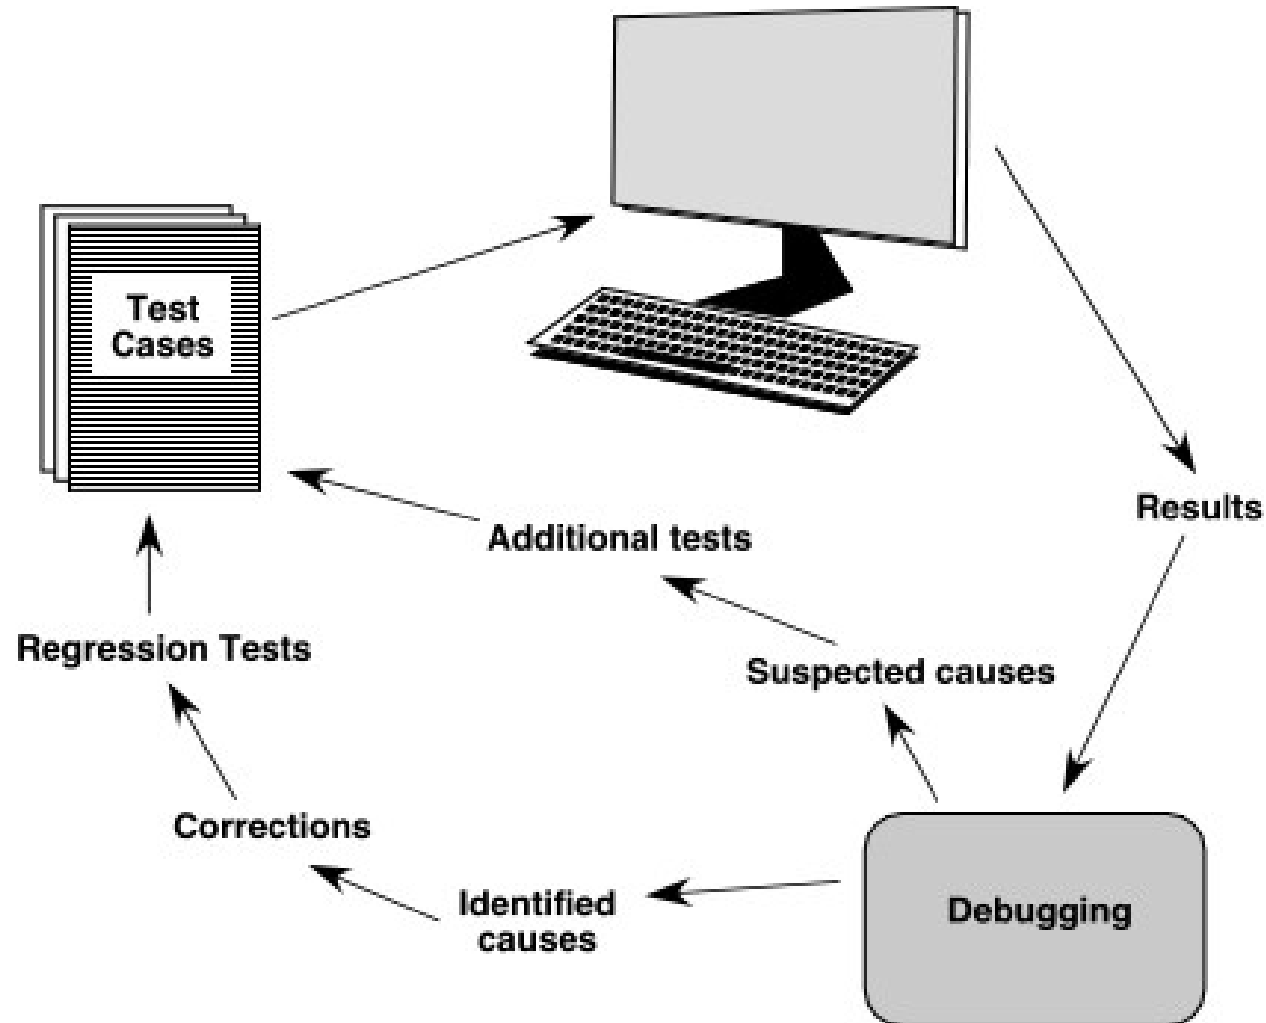 Test
Cases
Results
Additional tests
Regression Tests
Suspected causes
Corrections
Identified
causes
Debugging